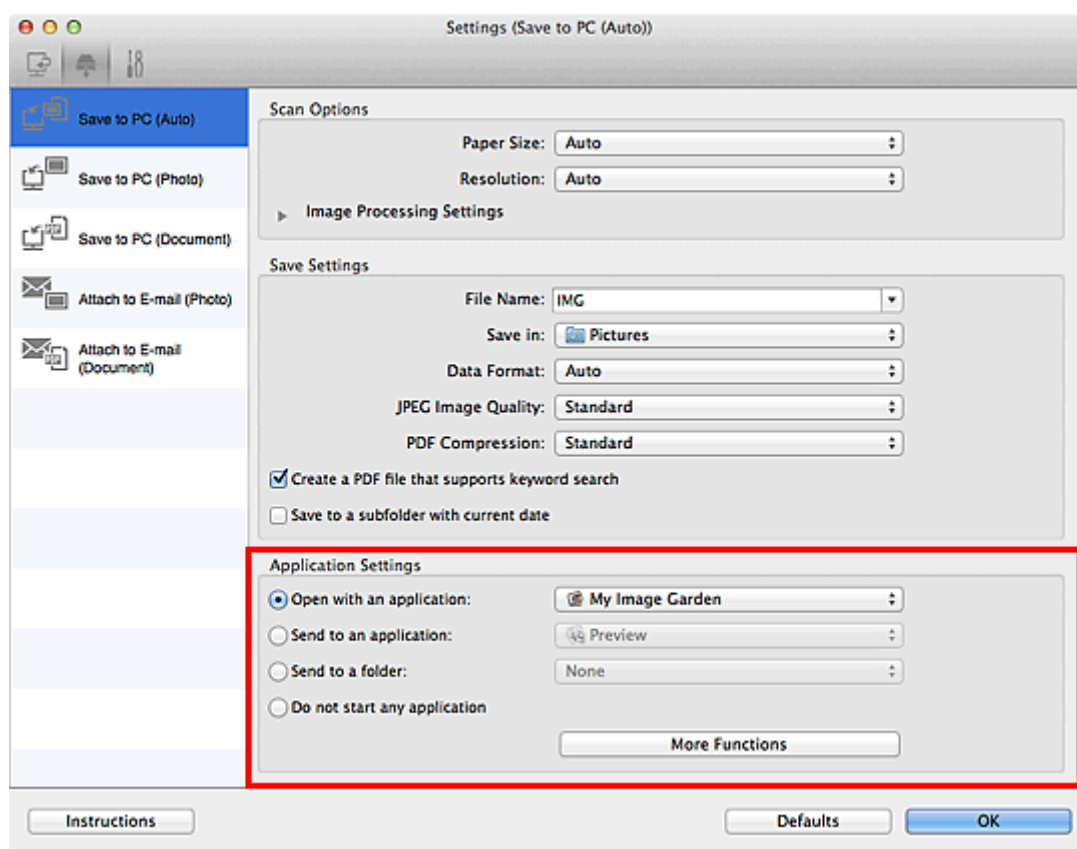 Settings (Save to PC (Auto))
Save to PC (Auto)
Save to PC (Photo)
Save to PC (Document)
Attach to E-mail (Photo)
Attach to E-mail
(Document)
Scan Options
Paper Size: Auto
Resolution: Auto
Image Processing Settings
Save Settings
File Name: IMG
Save in: Pictures
Data Format: Auto
JPEG Image Quality: Standard
PDF Compression: Standard
Create a PDF file that supports keyword search
Save to a subfolder with current date
Application Settings
Open with an application: My Image Garden
Send to an application: Preview
Send to a folder: None
Do not start any application
More Functions
Instructions Defaults OK